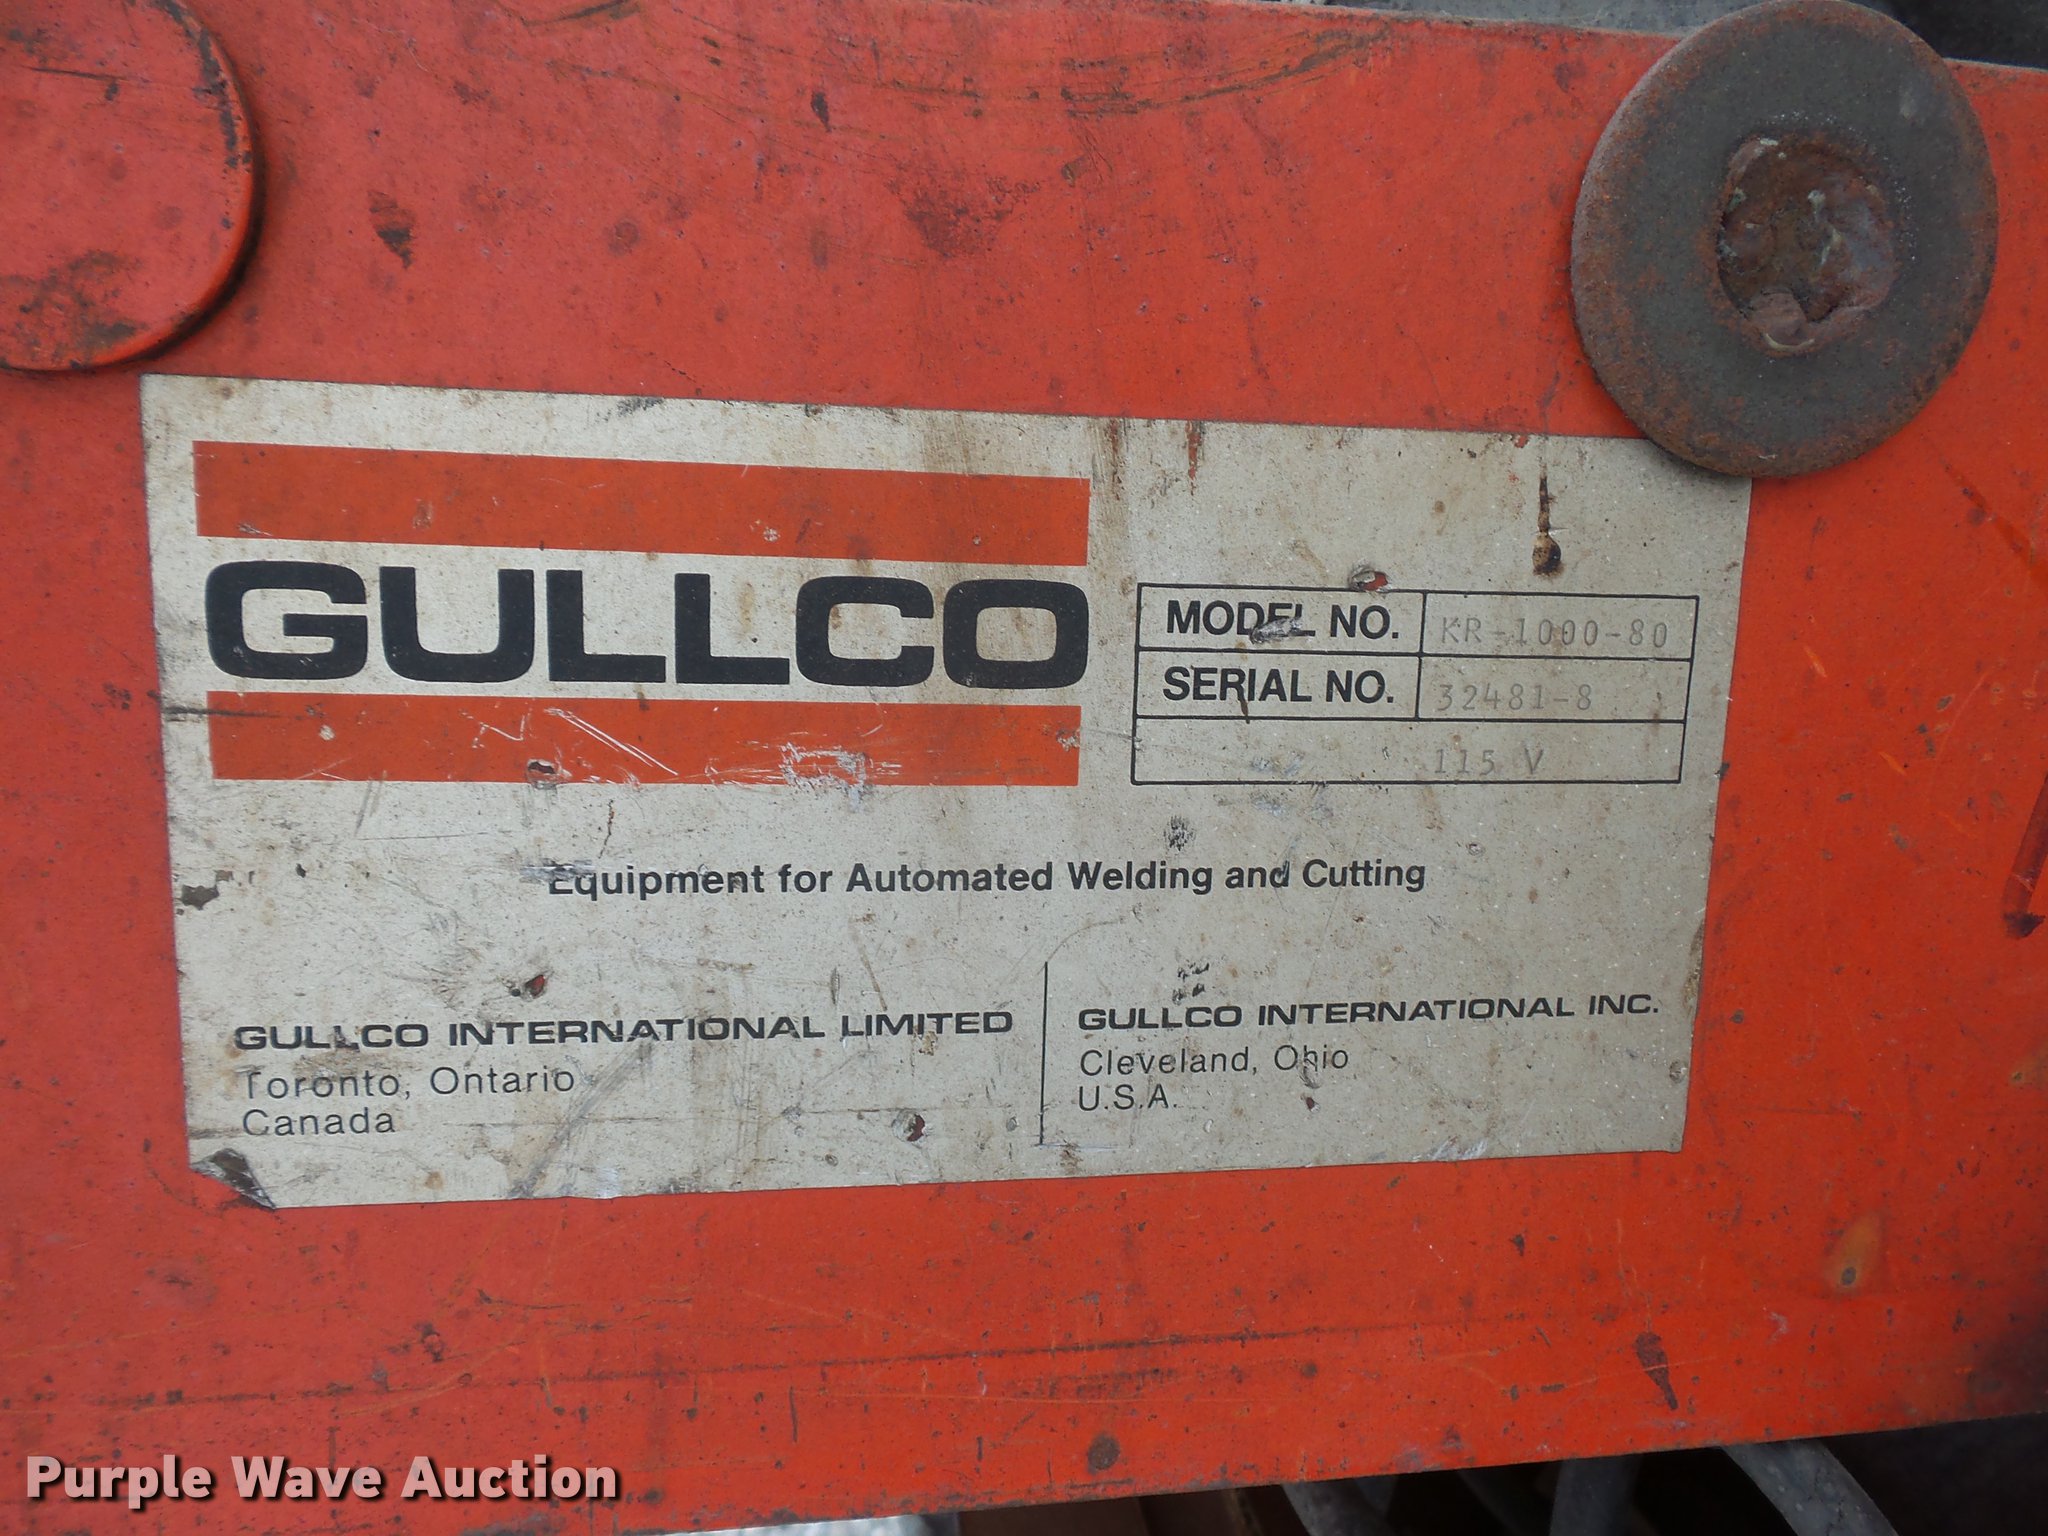 GULLCO
MODEL NO. KR-1000-80
SERIAL NO. 32481-8
115 V
Equipment for Automated Welding and Cutting
GULLCO INTERNATIONAL LIMITED
Toronto, Ontario
Canada
GULLCO INTERNATIONAL INC.
Cleveland, Ohio
U.S.A.
Purple Wave Auction